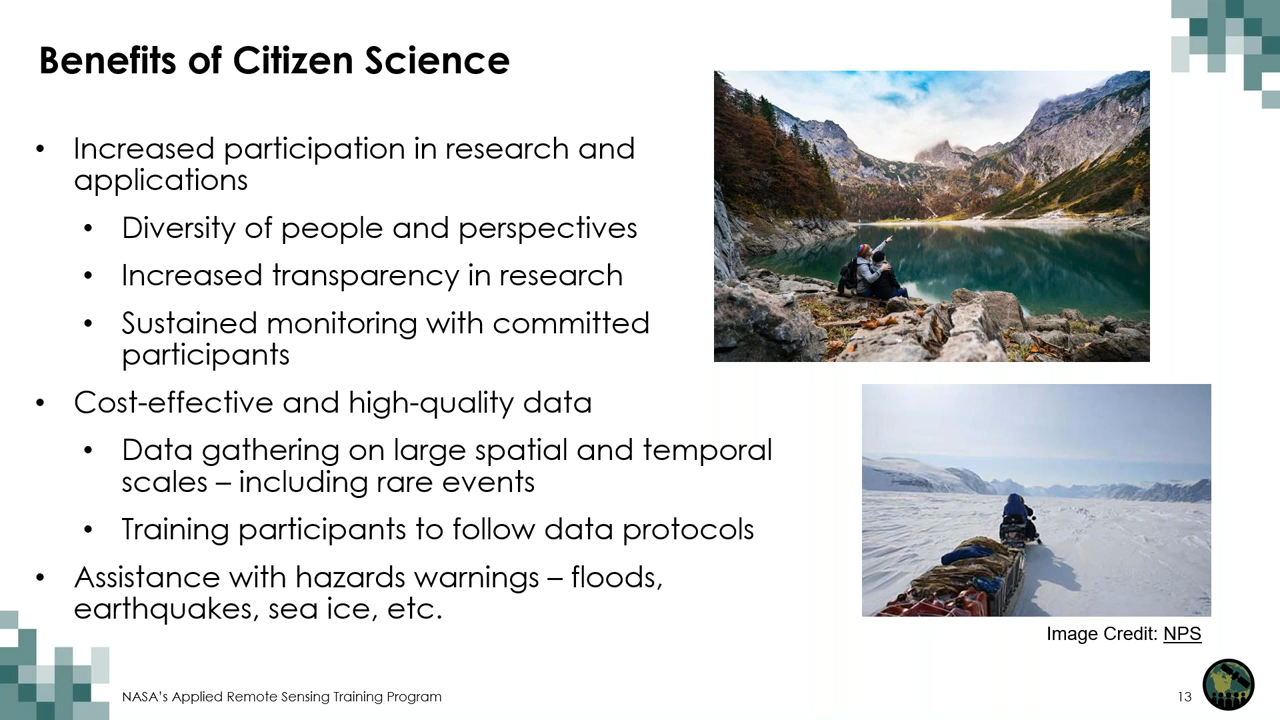 Benefits of Citizen Science
• Increased participation in research and
applications
• Diversity of people and perspectives
• Increased transparency in research
• Sustained monitoring with committed
participants
• Cost-effective and high-quality data
• Data gathering on large spatial and temporal
scales – including rare events
• Training participants to follow data protocols
• Assistance with hazards warnings – floods,
earthquakes, sea ice, etc.
Image Credit: NPS
NASA's Applied Remote Sensing Training Program
13